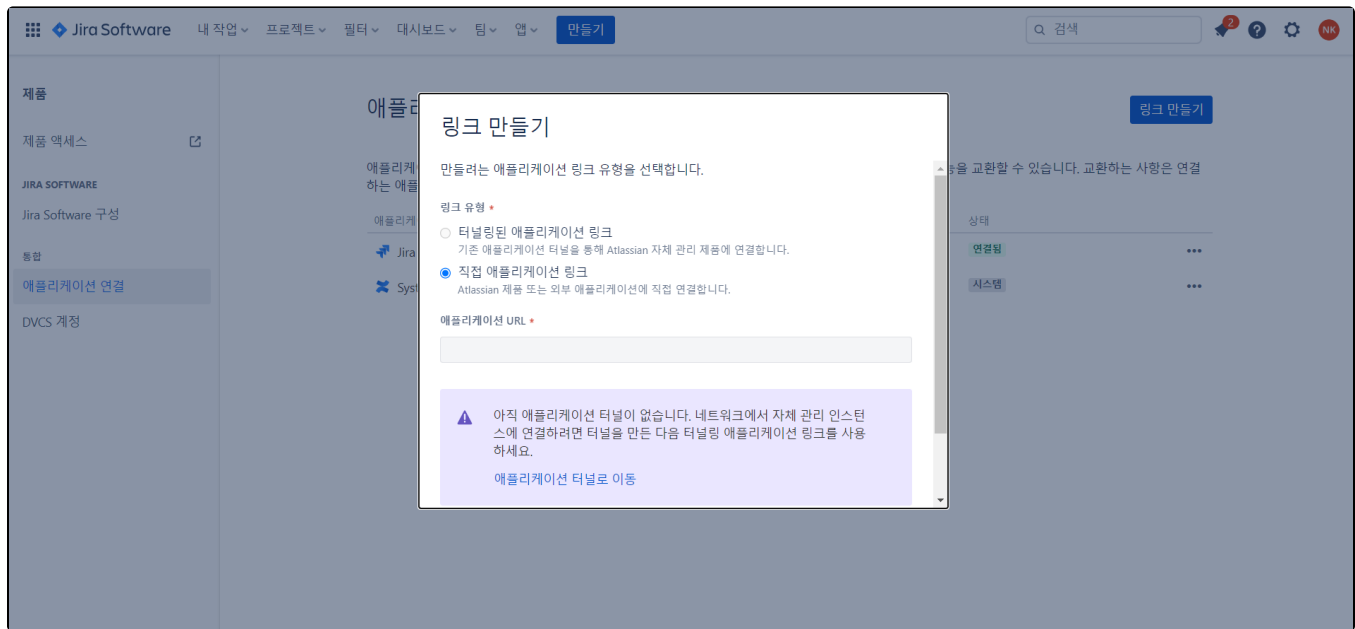 Jira Software 내 작업 프로젝트 필터 대시보드 팀 앱 만들기 검색 2 NK
제품
제품 액세스
JIRA SOFTWARE
Jira Software 구성
통합
애플리케이션 연결
DVCS 계정
링크 만들기
링크 만들기
만들려는 애플리케이션 링크 유형을 선택합니다.
링크 유형 *
터널링된 애플리케이션 링크
기존 애플리케이션 터널을 통해 Atlassian 자체 관리 제품에 연결합니다.
직접 애플리케이션 링크
Atlassian 제품 또는 외부 애플리케이션에 직접 연결합니다.
애플리케이션 URL *
아직 애플리케이션 터널이 없습니다. 네트워크에서 자체 관리 인스턴
스에 연결하려면 터널을 만든 다음 터널링 애플리케이션 링크를 사용
하세요.
애플리케이션 터널로 이동
애플리케
을 교환할 수 있습니다. 교환하는 사항은 연결
하는 애플
애플리케
상태
Jira
연결됨
Syst
시스템